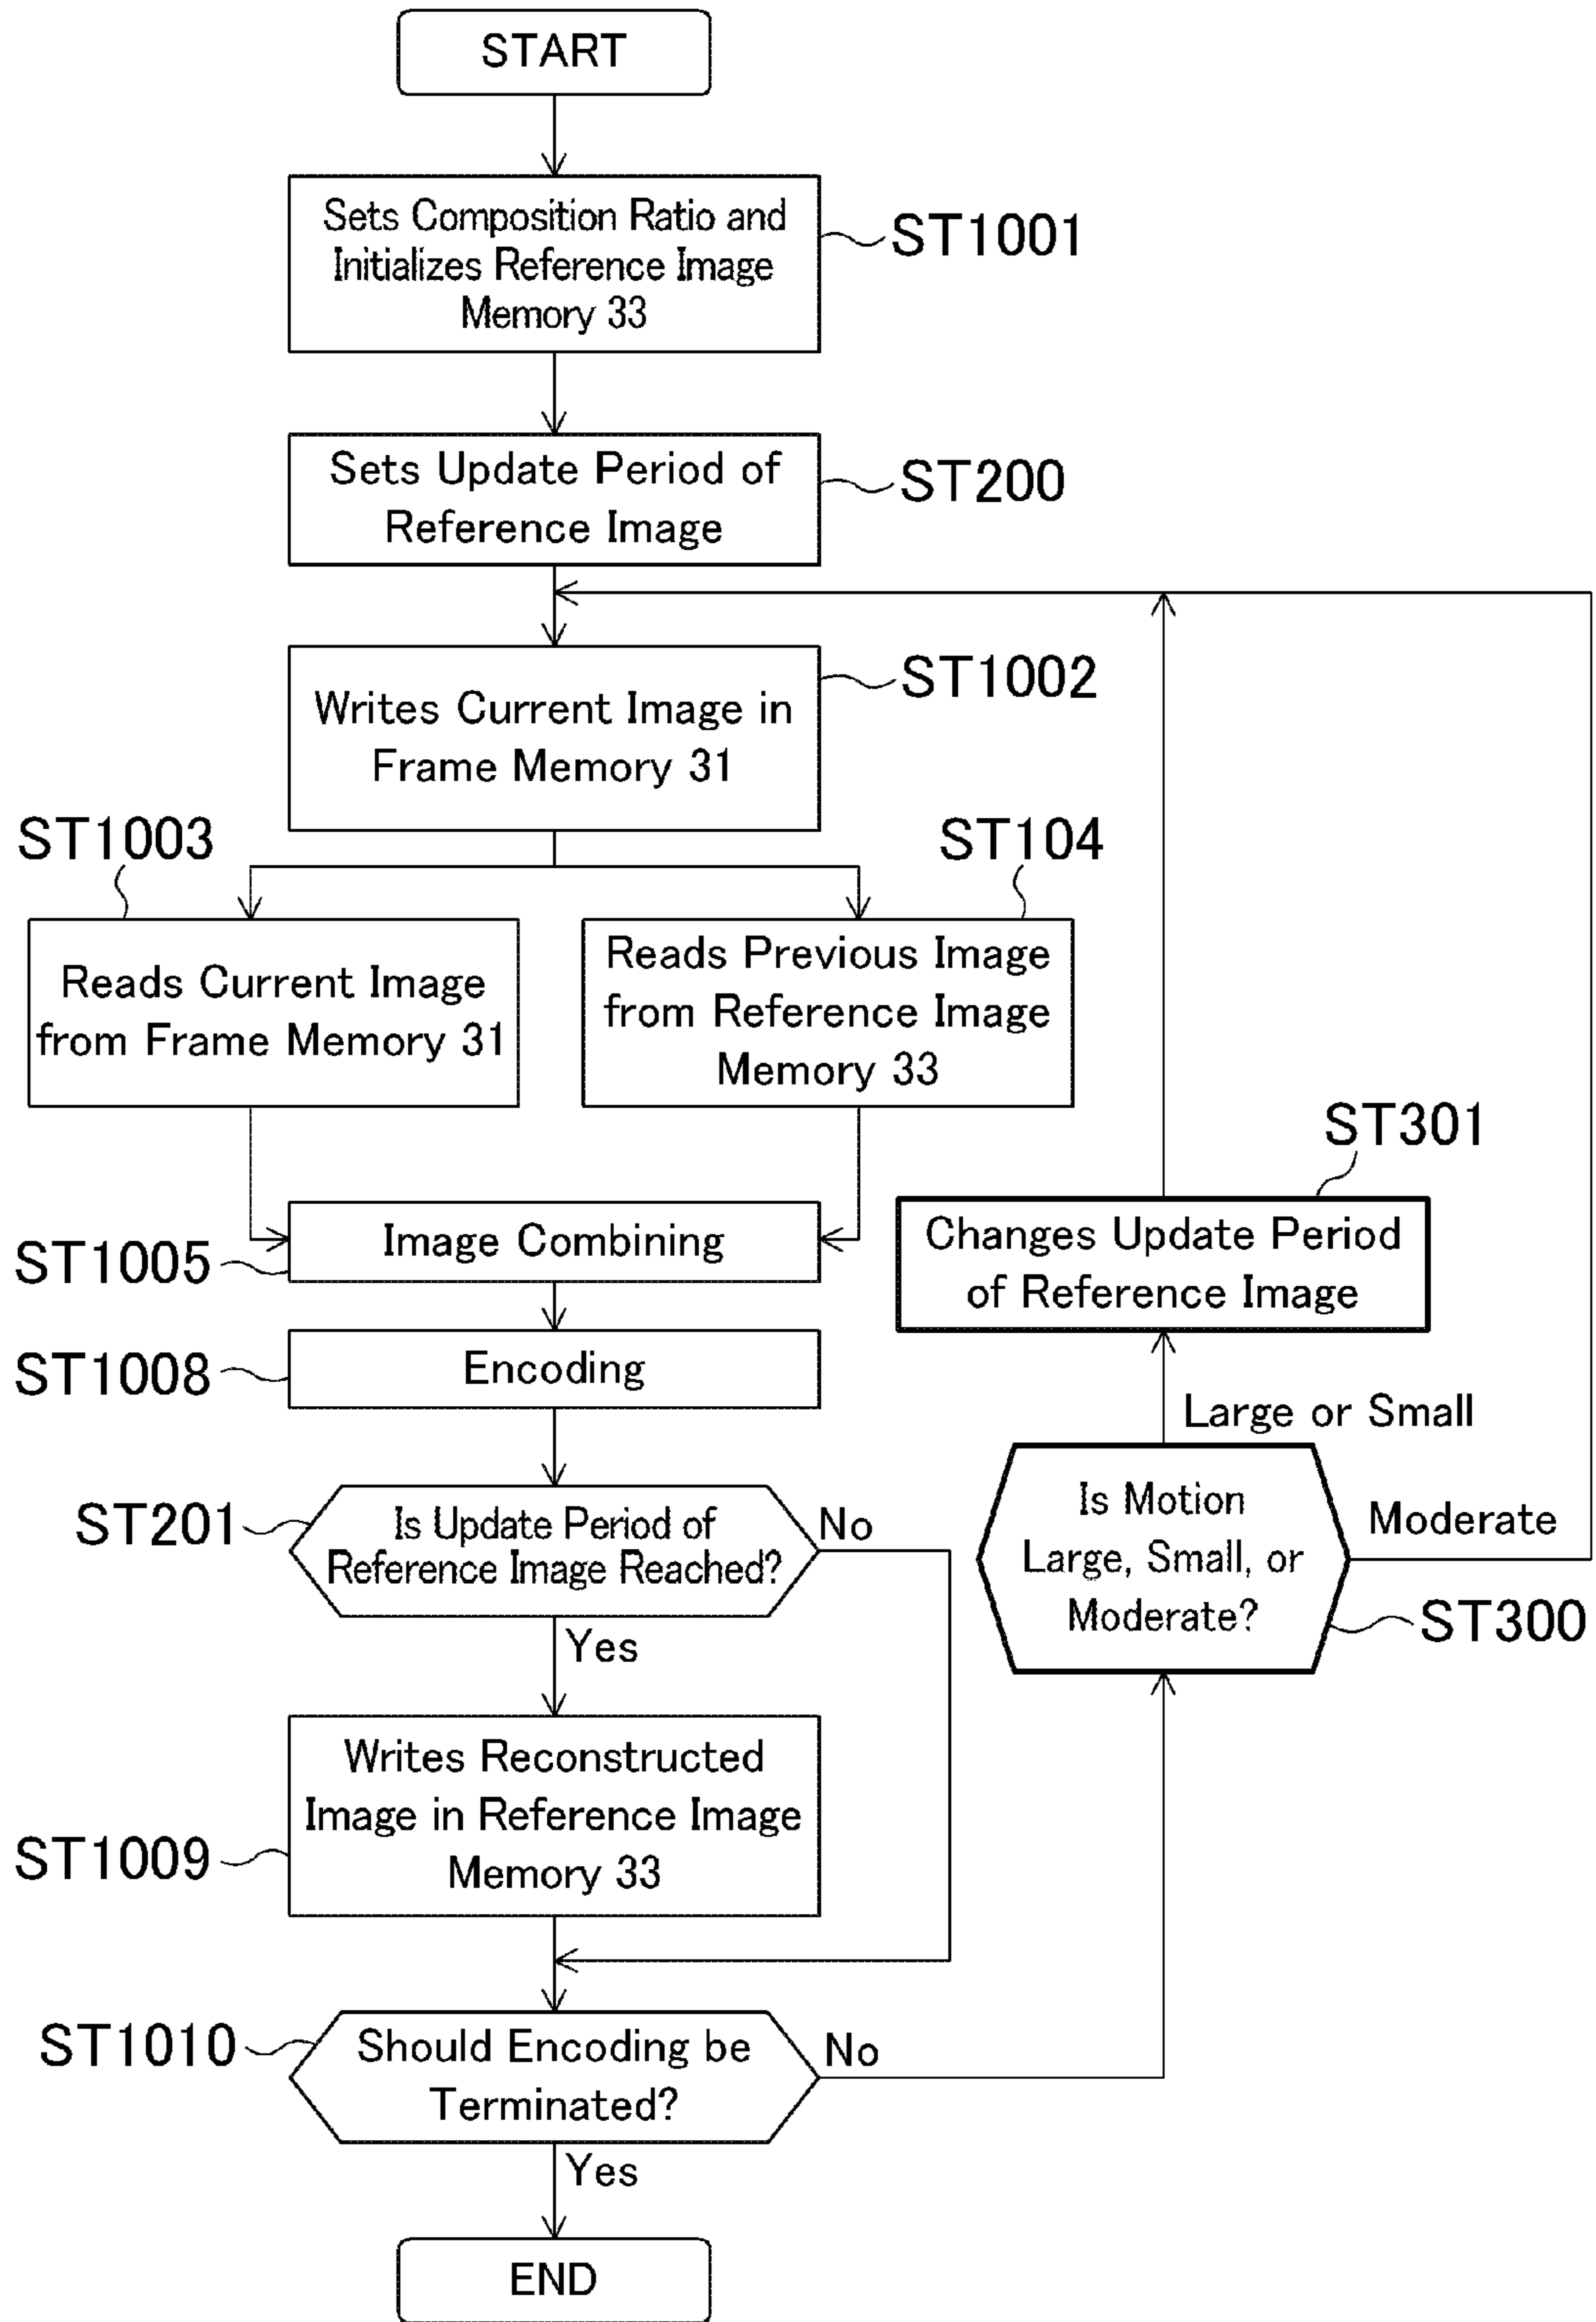 START
Sets Composition Ratio and
Initializes Reference Image
Memory 33
ST1001
Sets Update Period of
Reference Image
ST200
Writes Current Image in
Frame Memory 31
ST1002
ST1003
Reads Current Image
from Frame Memory 31
ST104
Reads Previous Image
from Reference Image
Memory 33
Image Combining
ST1005
Encoding
ST1008
ST201
Is Update Period of
Reference Image Reached?
No
Yes
Writes Reconstructed
Image in Reference Image
Memory 33
ST1009
ST1010
Should Encoding be
Terminated?
No
Yes
END
ST301
Changes Update Period
of Reference Image
Large or Small
Is Motion
Large, Small, or
Moderate?
Moderate
ST300